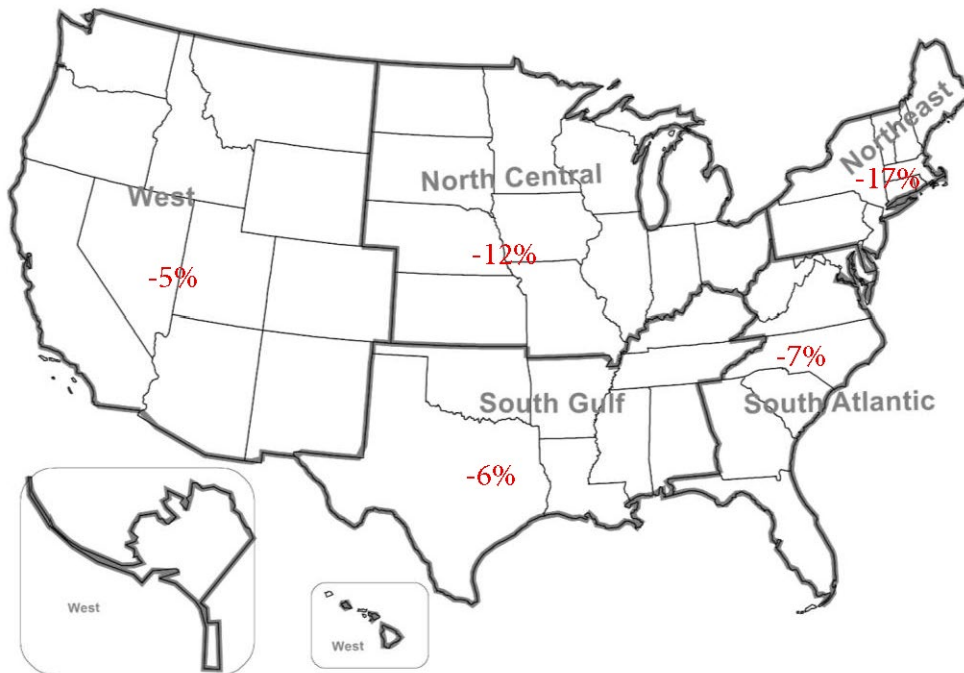 Northeast
-17%
North Central
West
-12%
-5%
-7%
South Gulf
South Atlantic
-6%
West
West